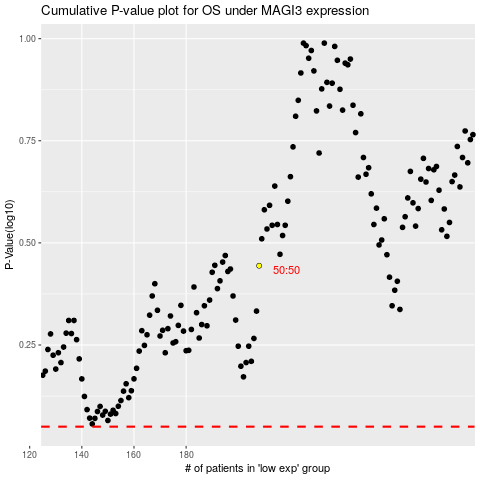 Cumulative P-value plot for OS under MAGI3 expression
1.00
0.75
0.50
0.25
P-Value(log10)
50:50
120 140 160 180
# of patients in 'low exp' group